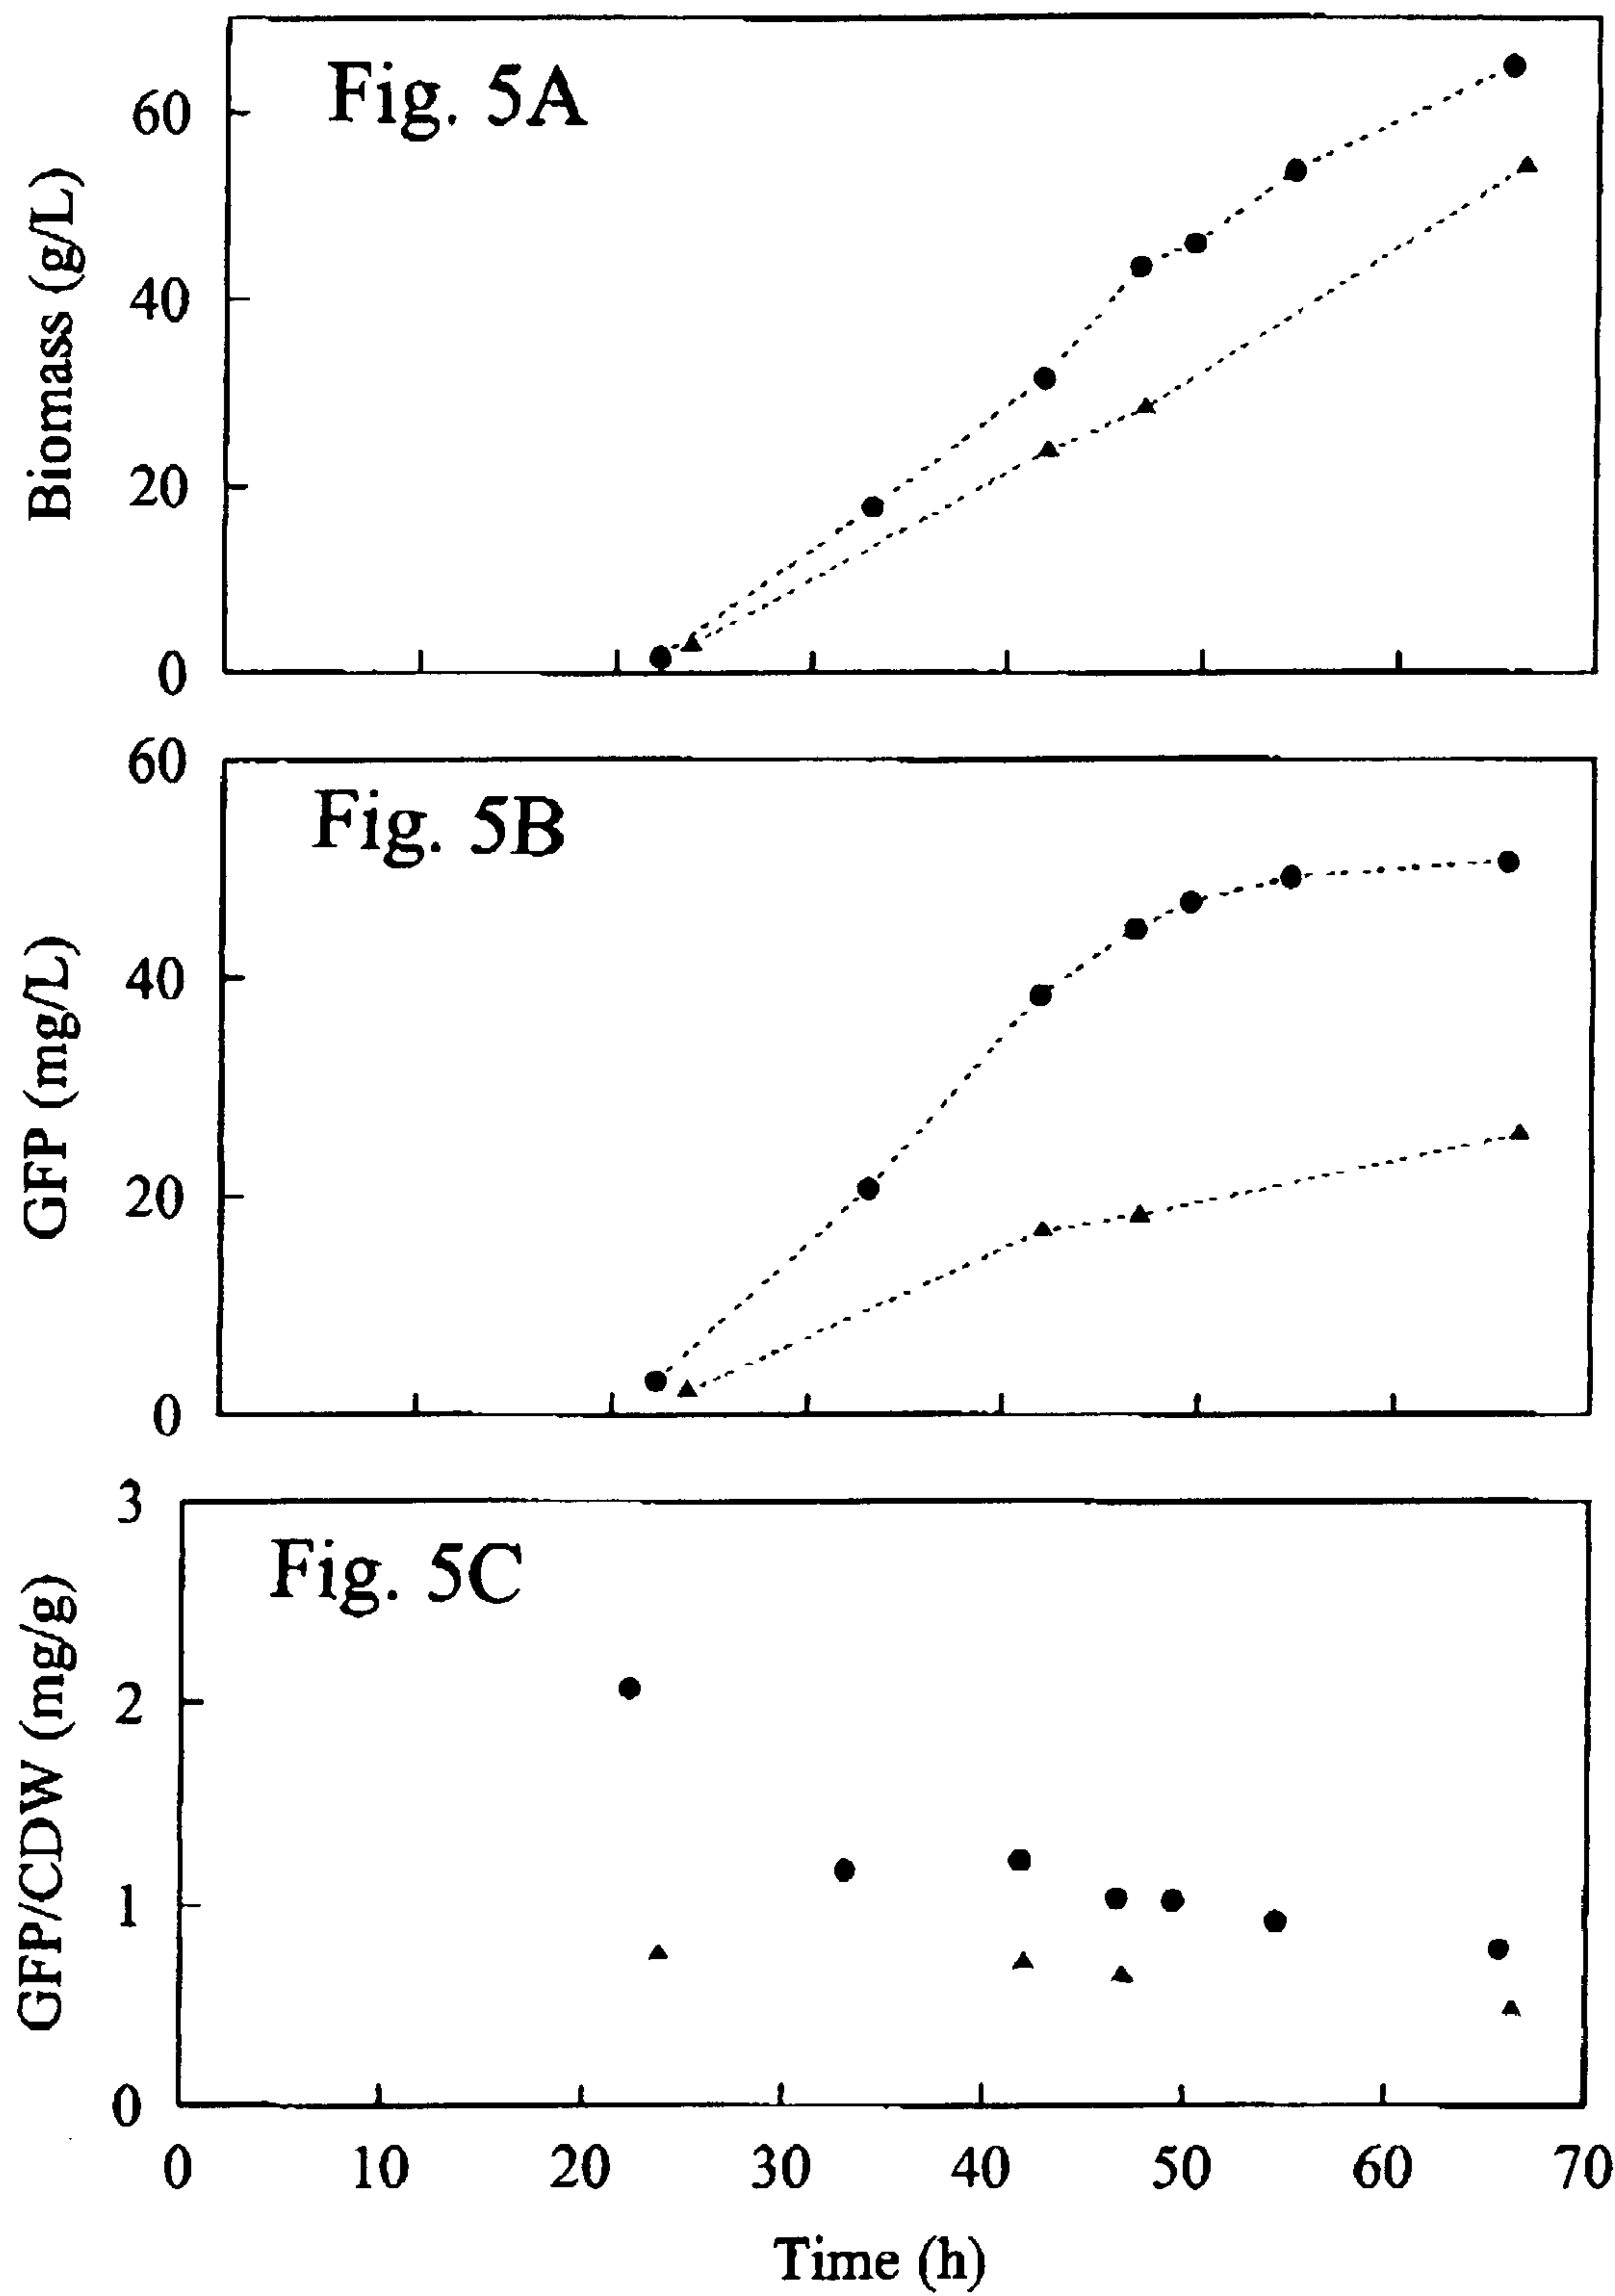 Fig. 5A
60
40
20
0
Biomass (g/L)
Fig. 5B
60
40
20
0
GFP (mg/L)
Fig. 5C
3
2
1
0
GFP/CDW (mg/g)
0 10 20 30 40 50 60 70
Time (h)